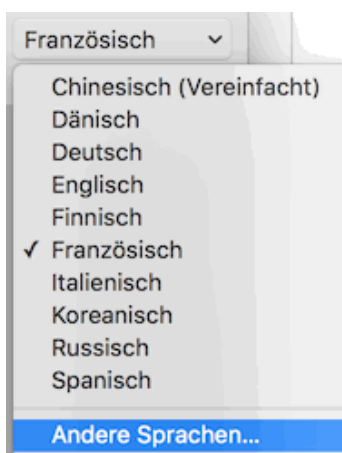 Französisch
Chinesisch (Vereinfacht)
Dänisch
Deutsch
Englisch
Finnisch
✓ Französisch
Italienisch
Koreanisch
Russisch
Spanisch
Andere Sprachen...